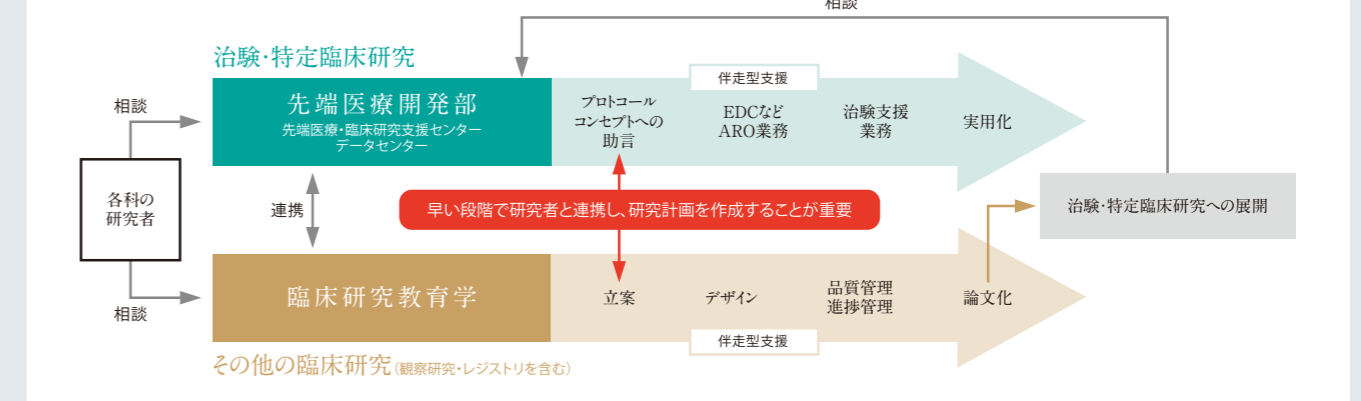 相談
治験・特定臨床研究
先端医療開発部
先端医療・臨床研究支援センター
データセンター
伴走型支援
プロトコール
コンセプトへの
助言
EDCなど
ARO業務
治験支援
業務
実用化
相談
各科の
研究者
連携
早い段階で研究者と連携し、研究計画を作成することが重要
治験・特定臨床研究への展開
相談
臨床研究教育学
立案
デザイン
品質管理
進捗管理
論文化
伴走型支援
その他の臨床研究(観察研究・レジストリを含む)